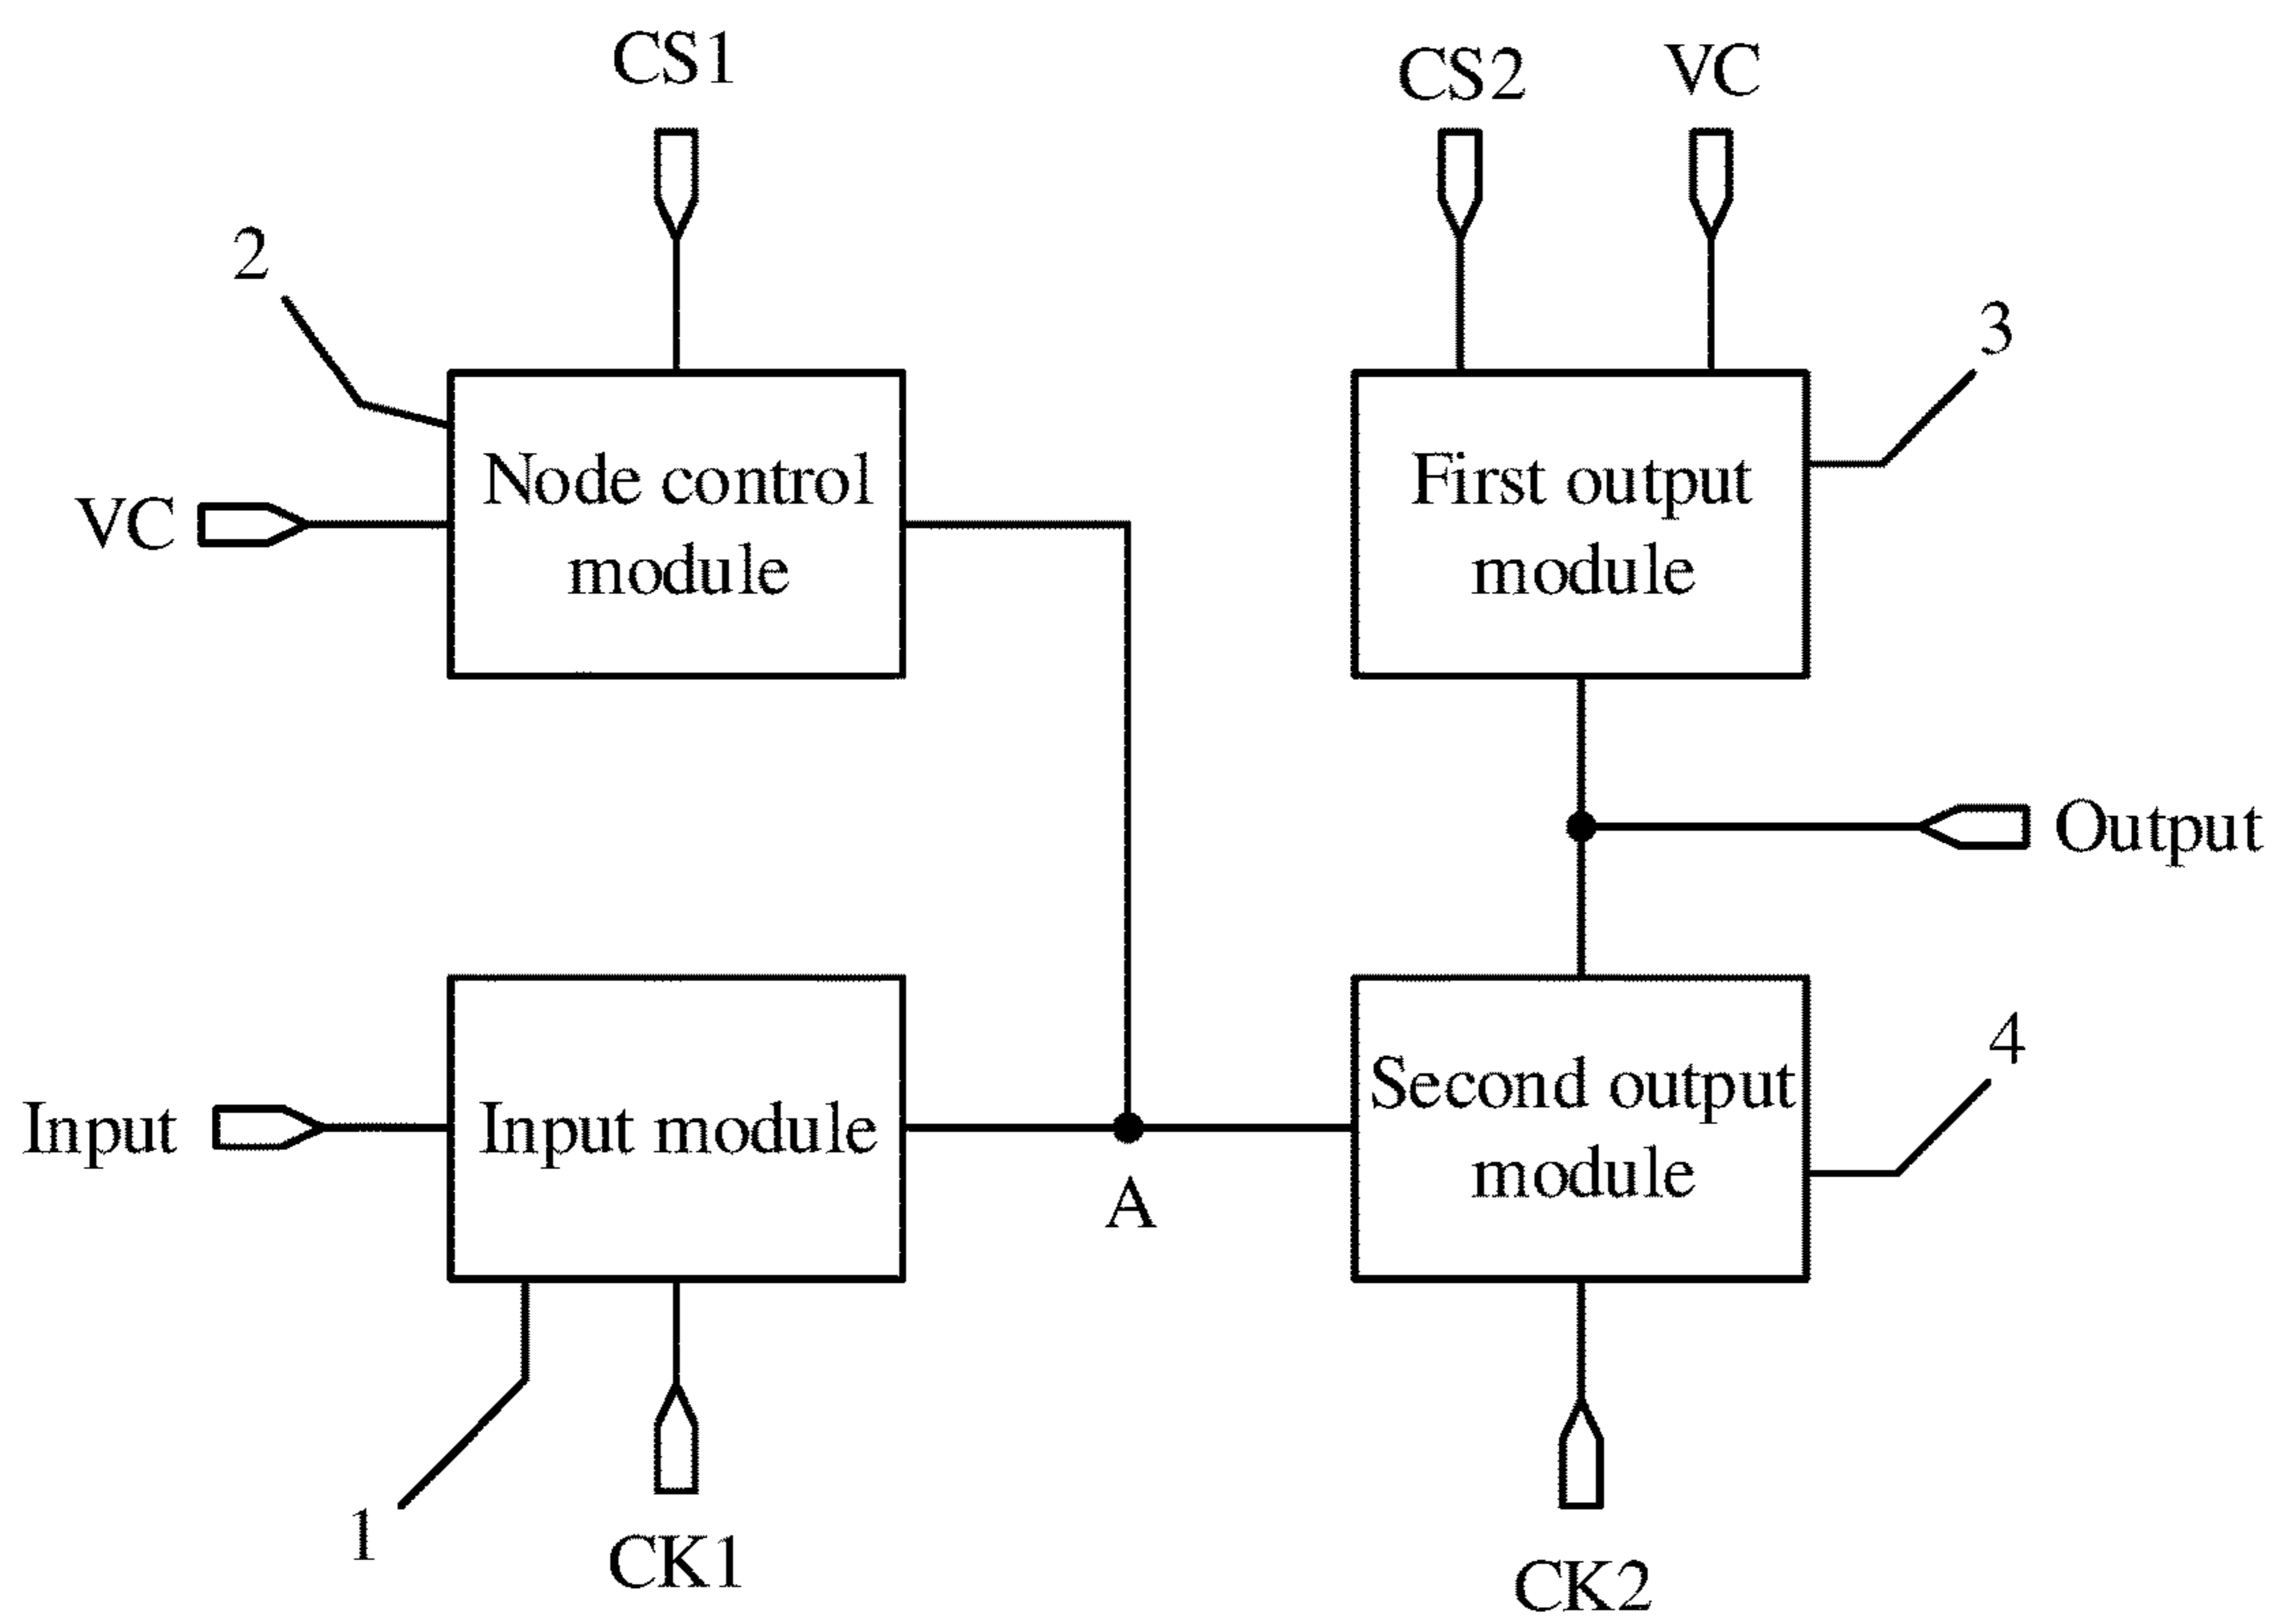 CS1
CS2
VC
2
3
Node control
module
First output
module
VC
Output
4
Input
Input module
Second output
module
A
1
CK1
CK2